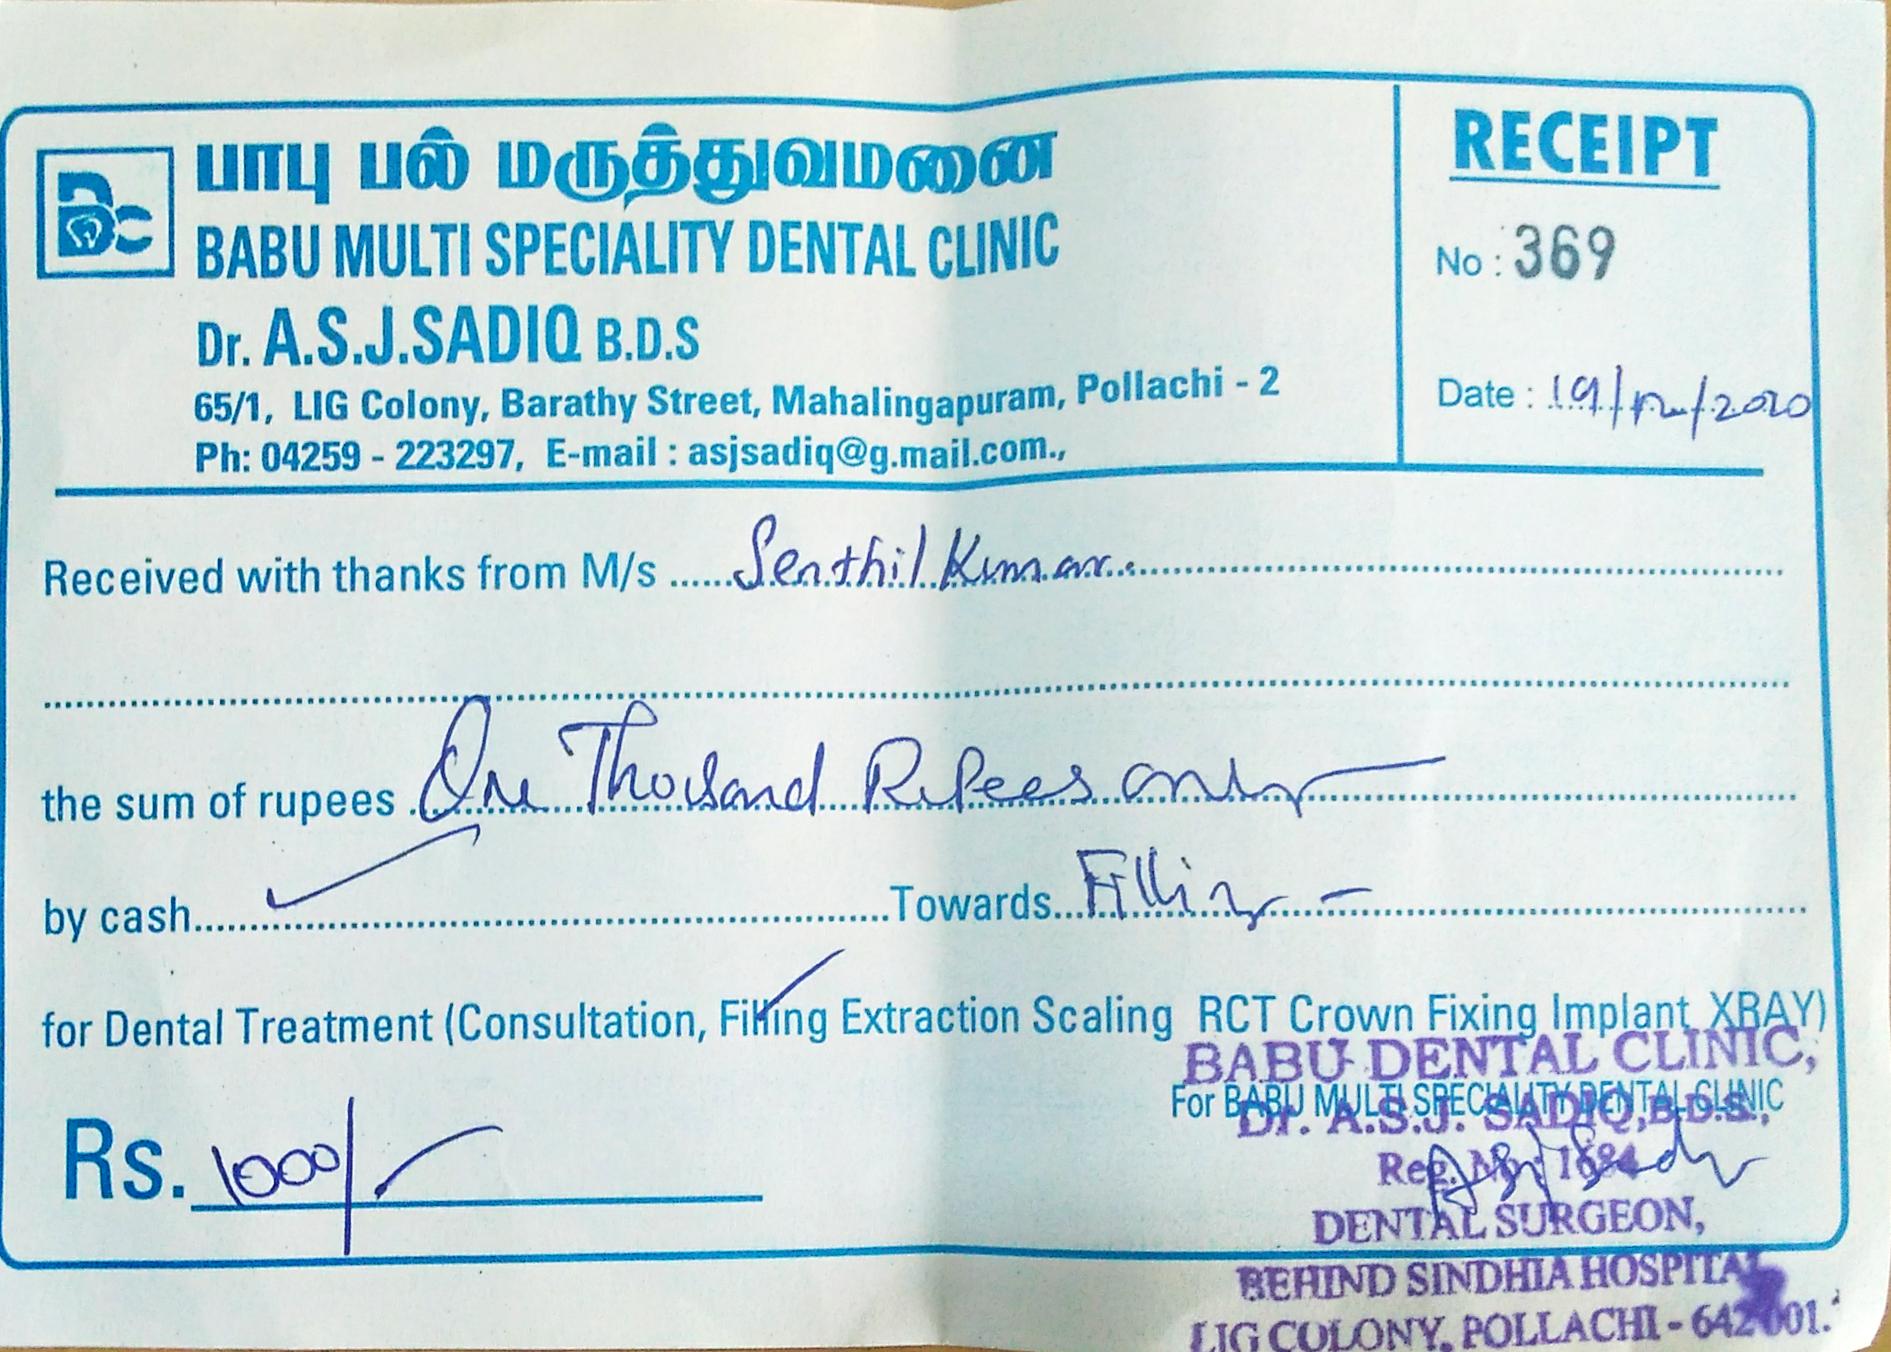 பாபு பல் மருத்துவமனை
BABU MULTI SPECIALITY DENTAL CLINIC
Dr. A.S.J.SADIQ B.D.S
65/1, LIG Colony, Barathy Street, Mahalingapuram, Pollachi - 2
Ph: 04259 - 223297, E-mail : asjsadiq@g.mail.com.,
RECEIPT
No : 369
Date : 19/12/2020
Received with thanks from M/s Senthil Kumar
the sum of rupees One Thousand Rupees only
by cash ✓ Towards Filling -
for Dental Treatment (Consultation, Filling Extraction Scaling RCT Crown Fixing Implant, XRAY)
BABU DENTAL CLINIC,
For BABU MULTI SPECIALITY DENTAL CLINIC
Dr. A.S.J. SADIQ, B.D.S.,
Rs. 1000/-
Reg. No : 1684
DENTAL SURGEON,
BEHIND SINDHIA HOSPITAL
LIG COLONY, POLLACHI - 642 001.